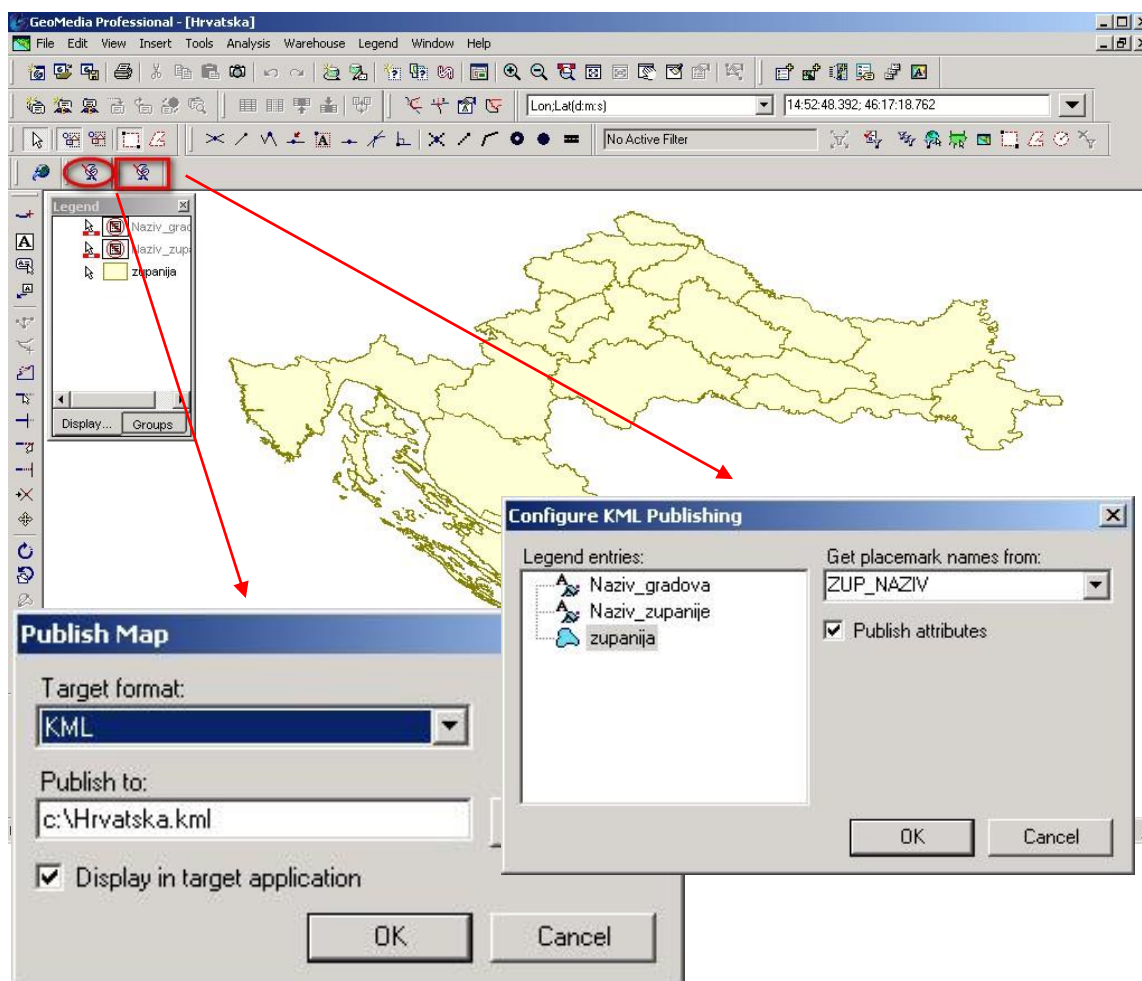 GeoMedia Professional - [Hrvatska]
File Edit View Insert Tools Analysis Warehouse Legend Window Help
Lon;Lat(d:m:s)
14:52:48.392; 46:17:18.762
No Active Filter
Legend
Naziv_grad
Naziv_zup
zupanija
Display... Groups
Configure KML Publishing
Legend entries:
Naziv_gradova
Naziv_zupanije
zupanija
Get placemark names from:
ZUP_NAZIV
Publish attributes
OK Cancel
Publish Map
Target format:
KML
Publish to:
c:\Hrvatska.kml
Display in target application
OK Cancel